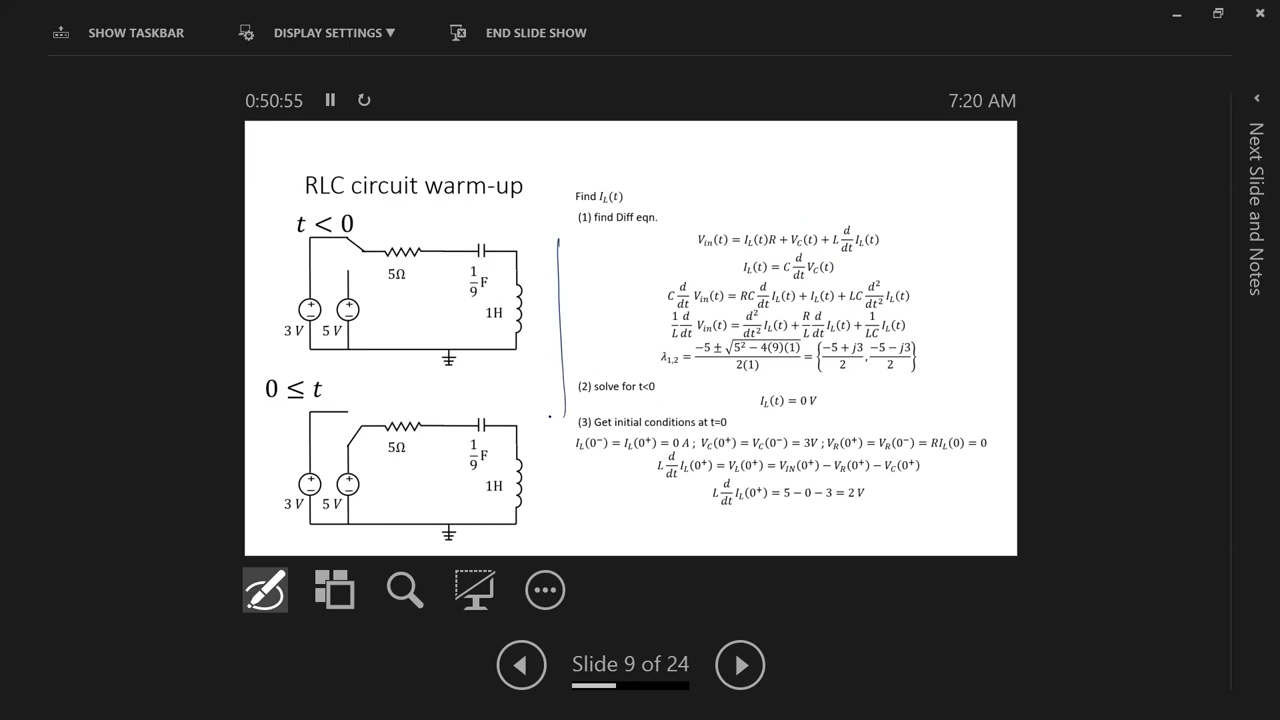 SHOW TASKBAR DISPLAY SETTINGS ▼ END SLIDE SHOW
0:50:55 7:20 AM
Next Slide and Notes
RLC circuit warm-up
t < 0
5Ω
1/9 F
1H
3 V 5 V
0 ≤ t
5Ω
1/9 F
1H
3 V 5 V
Find I_L(t)
(1) find Diff eqn.
V_in(t) = I_L(t)R + V_C(t) + L d/dt I_L(t)
I_L(t) = C d/dt V_C(t)
C d/dt V_in(t) = RC d/dt I_L(t) + I_L(t) + LC d²/dt² I_L(t)
1/L d/dt V_in(t) = d²/dt² I_L(t) + R/L d/dt I_L(t) + 1/LC I_L(t)
λ_1,2 = (−5 ± √(5² − 4(9)(1)))/2(1) = {(−5 + j3)/2, (−5 − j3)/2}
(2) solve for t<0
I_L(t) = 0 V
(3) Get initial conditions at t=0
I_L(0⁻) = I_L(0⁺) = 0 A ; V_C(0⁺) = V_C(0⁻) = 3V ; V_R(0⁺) = V_R(0⁻) = RI_L(0) = 0
L d/dt I_L(0⁺) = V_L(0⁺) = V_IN(0⁺) − V_R(0⁺) − V_C(0⁺)
L d/dt I_L(0⁺) = 5 − 0 − 3 = 2 V
Slide 9 of 24